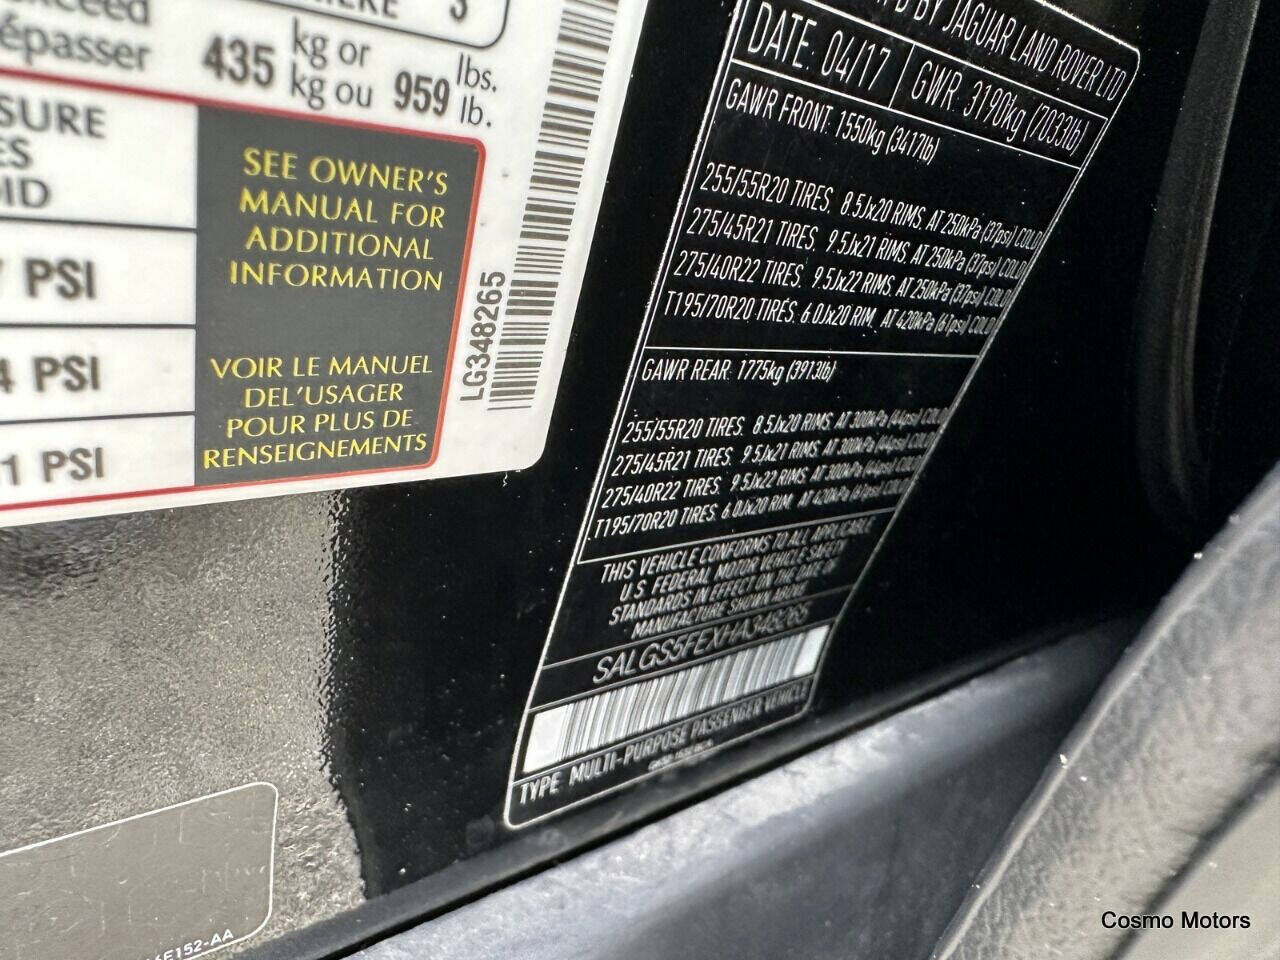 exceed
épasser
435 kg or 959 lbs.
kg ou lb.
3
SURE
ES
OID
PSI
4 PSI
1 PSI
SEE OWNER'S
MANUAL FOR
ADDITIONAL
INFORMATION
VOIR LE MANUEL
DEL'USAGER
POUR PLUS DE
RENSEIGNEMENTS
LG348265
D BY JAGUAR LAND ROVER LTD
DATE: 04/17 GWR: 3190kg (7033lb)
GAWR FRONT: 1550kg (3417lb)
255/55R20 TIRES. 8.5Jx20 RIMS. AT 250kPa (37psi) COLD
275/45R21 TIRES. 9.5Jx21 RIMS. AT 250kPa (37psi) COLD
275/40R22 TIRES. 9.5Jx22 RIMS. AT 250kPa (37psi) COLD
T195/70R20 TIRES. 6.0Jx20 RIM. AT 420kPa (61psi) COLD
GAWR REAR: 1775kg (3913lb)
255/55R20 TIRES. 8.5Jx20 RIMS. AT 300kPa (44psi) COLD
275/45R21 TIRES. 9.5Jx21 RIMS. AT 300kPa (44psi) COLD
275/40R22 TIRES. 9.5Jx22 RIMS. AT 300kPa (44psi) COLD
T195/70R20 TIRES. 6.0Jx20 RIM. AT 420kPa (61psi) COLD
THIS VEHICLE CONFORMS TO ALL APPLICABLE
U.S. FEDERAL MOTOR VEHICLE SAFETY
STANDARDS IN EFFECT ON THE DATE OF
MANUFACTURE SHOWN ABOVE
SALGS5FEXHA348265
TYPE MULTI-PURPOSE PASSENGER VEHICLE
6E152-AA
Cosmo Motors